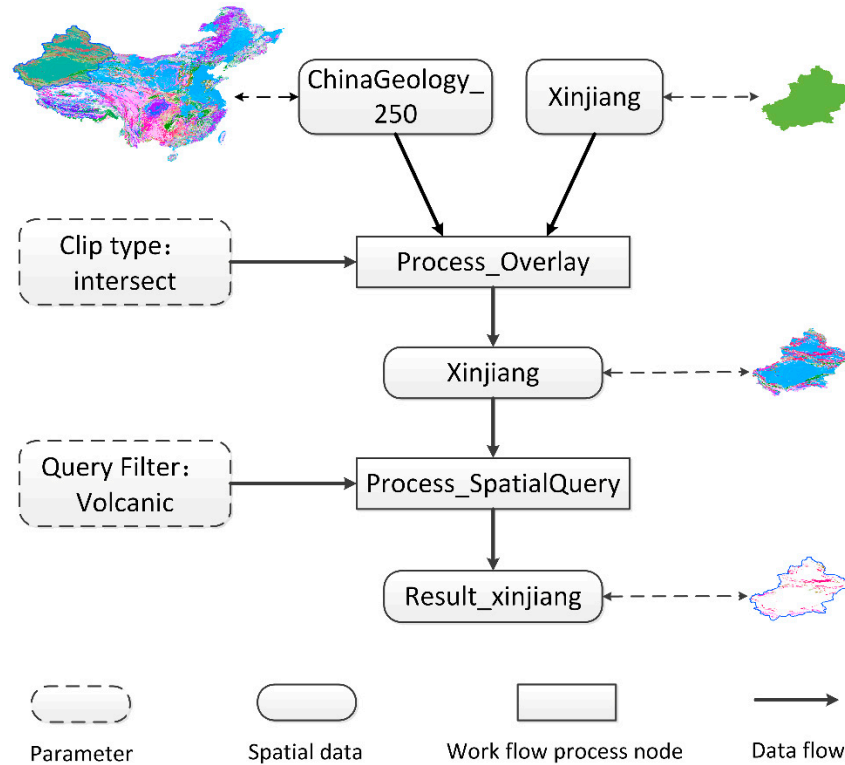 ChinaGeology_
250
Xinjiang
Clip type：
intersect
Process_Overlay
Xinjiang
Query Filter：
Volcanic
Process_SpatialQuery
Result_xinjiang
Parameter
Spatial data
Work flow process node
Data flow